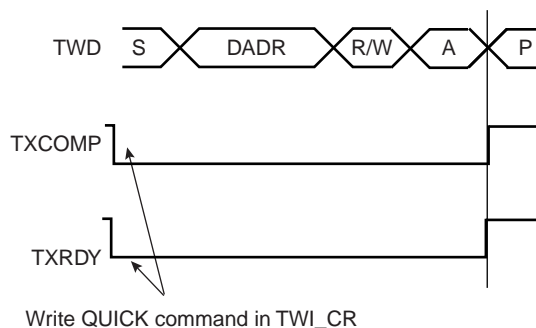 TWD S DADR R/W A P
TXCOMP
TXRDY
Write QUICK command in TWI_CR